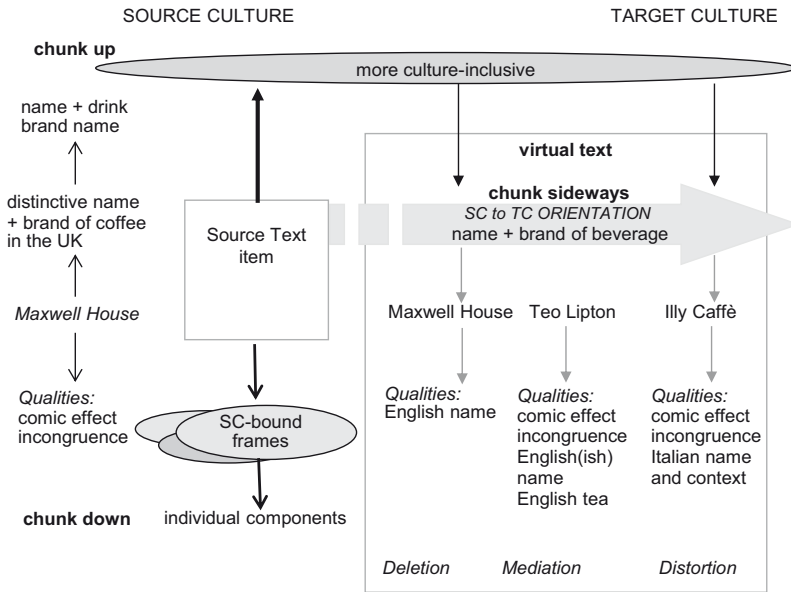 SOURCE CULTURE
TARGET CULTURE
chunk up
more culture-inclusive
name + drink
brand name
distinctive name
+ brand of coffee
in the UK
Maxwell House
Qualities:
comic effect
incongruence
chunk down
Source Text
item
SC-bound
frames
individual components
virtual text
chunk sideways
SC to TC ORIENTATION
name + brand of beverage
Maxwell House
Qualities:
English name
Deletion
Teo Lipton
Qualities:
comic effect
incongruence
English(ish)
name
English tea
Mediation
Illy Caffè
Qualities:
comic effect
incongruence
Italian name
and context
Distortion